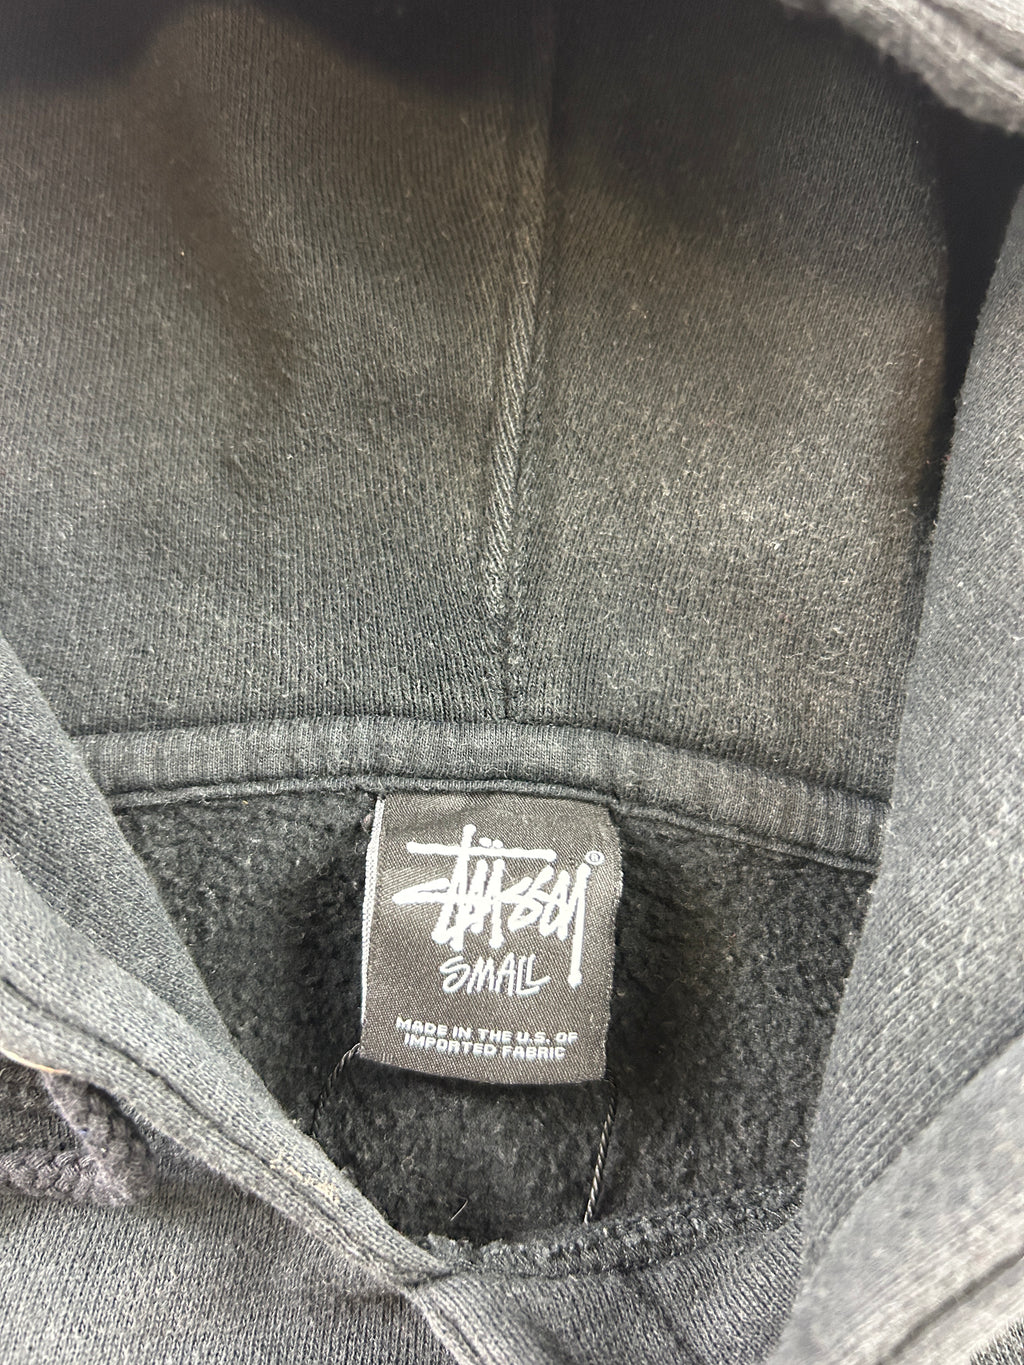 Stüssy ®
SMALL
MADE IN THE U.S. OF
IMPORTED FABRIC